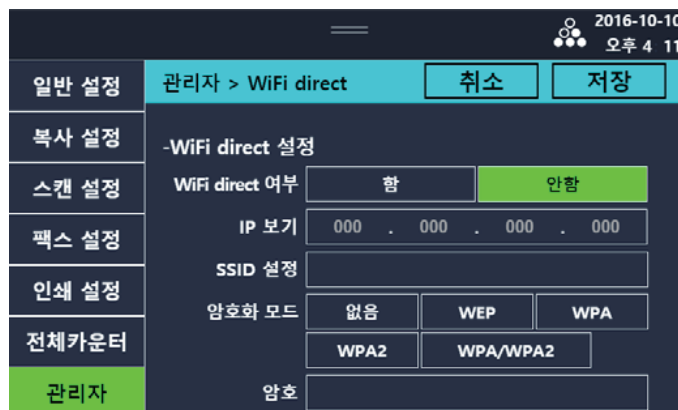 2016-10-10
오후 4 11
일반 설정
복사 설정
스캔 설정
팩스 설정
인쇄 설정
전체카운터
관리자
관리자 > WiFi direct 취소 저장
-WiFi direct 설정
WiFi direct 여부 함 안함
IP 보기 000 . 000 . 000 . 000
SSID 설정
암호화 모드 없음 WEP WPA
WPA2 WPA/WPA2
암호